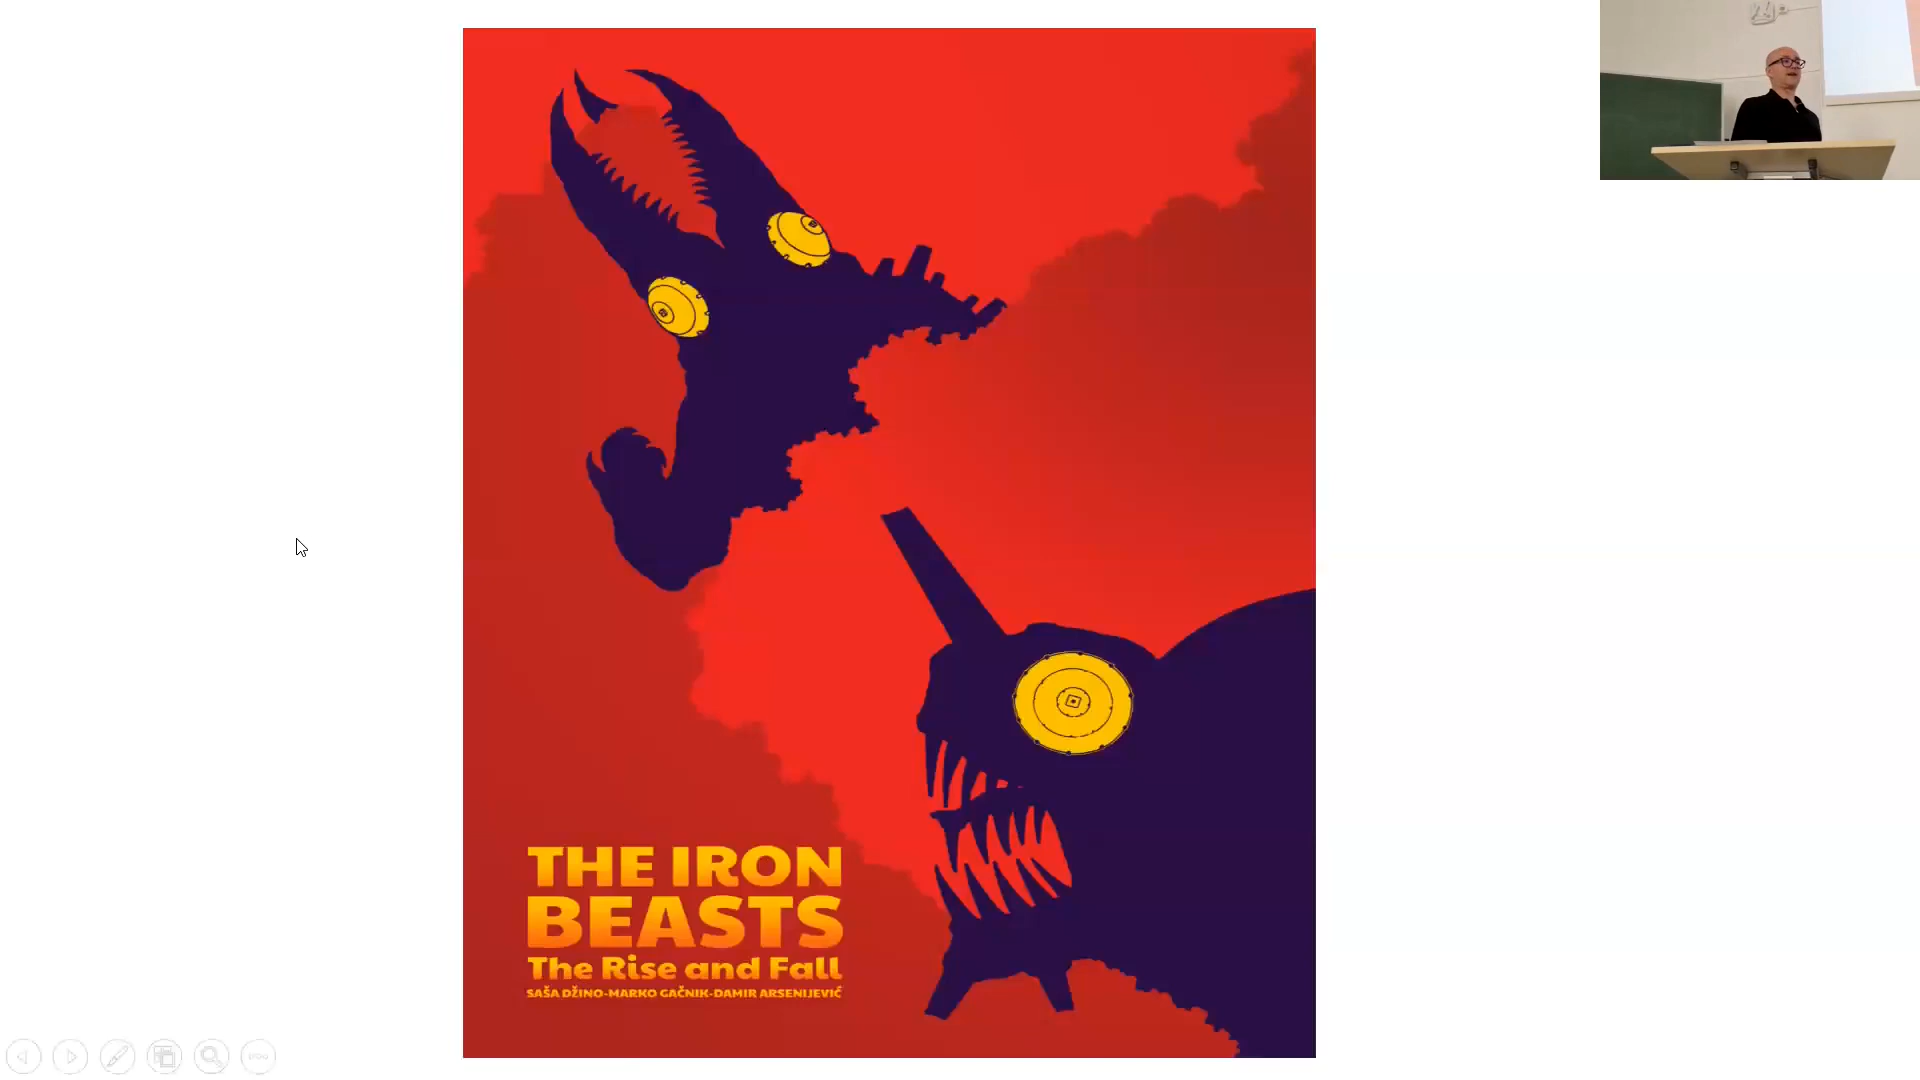 THE IRON
BEASTS
The Rise and Fall
SAŠA DŽINO-MARKO GAČNIK-DAMIR ARSENIJEVIĆ